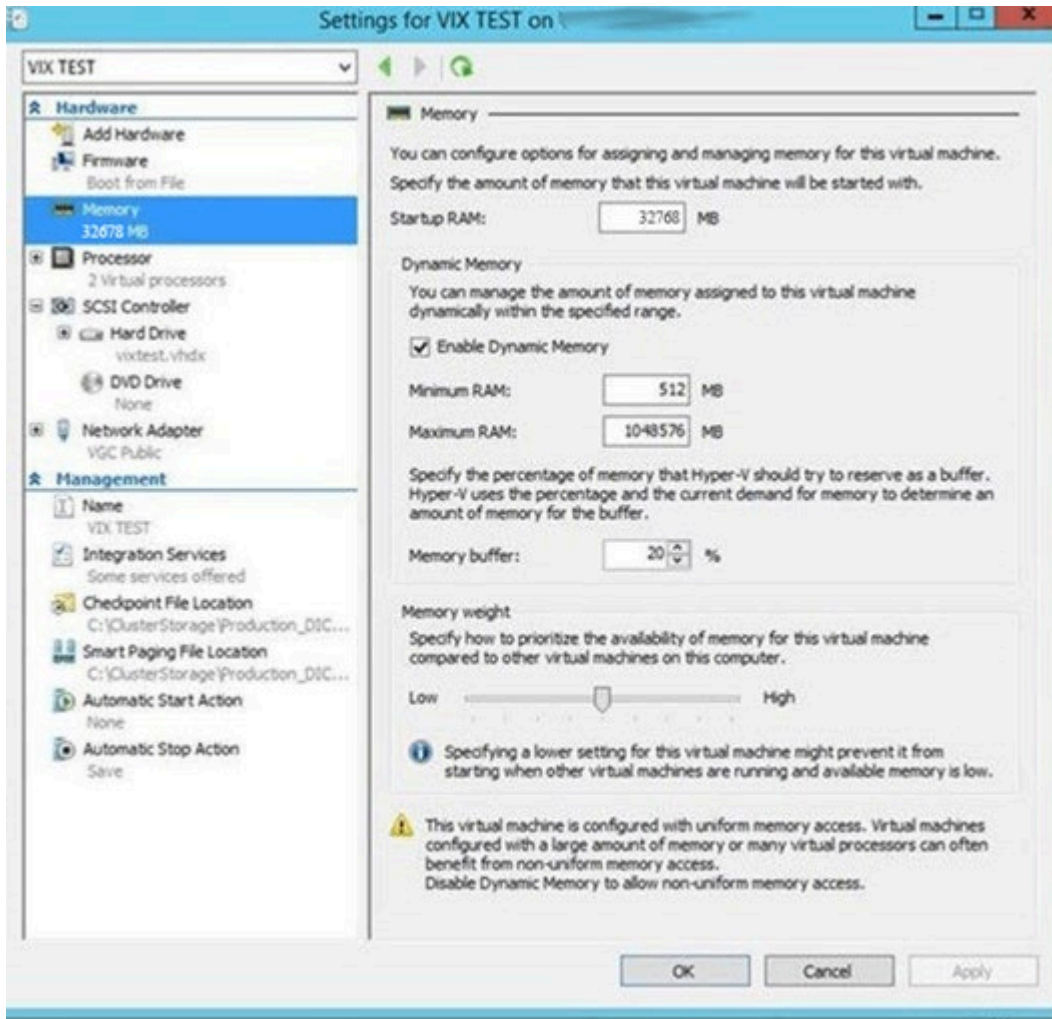 Settings for VIX TEST on
VIX TEST
Hardware
Add Hardware
Firmware
Boot from File
Memory
32678 MB
Processor
2 Virtual processors
SCSI Controller
Hard Drive
vixtest.vhdx
DVD Drive
None
Network Adapter
VGC Public
Management
Name
VIX TEST
Integration Services
Some services offered
Checkpoint File Location
C:\ClusterStorage\Production_DIC...
Smart Paging File Location
C:\ClusterStorage\Production_DIC...
Automatic Start Action
None
Automatic Stop Action
Save
Memory
You can configure options for assigning and managing memory for this virtual machine.
Specify the amount of memory that this virtual machine will be started with.
Startup RAM: 32768 MB
Dynamic Memory
You can manage the amount of memory assigned to this virtual machine
dynamically within the specified range.
Enable Dynamic Memory
Minimum RAM: 512 MB
Maximum RAM: 1048576 MB
Specify the percentage of memory that Hyper-V should try to reserve as a buffer.
Hyper-V uses the percentage and the current demand for memory to determine an
amount of memory for the buffer.
Memory buffer: 20 %
Memory weight
Specify how to prioritize the availability of memory for this virtual machine
compared to other virtual machines on this computer.
Low High
Specifying a lower setting for this virtual machine might prevent it from
starting when other virtual machines are running and available memory is low.
This virtual machine is configured with uniform memory access. Virtual machines
configured with a large amount of memory or many virtual processors can often
benefit from non-uniform memory access.
Disable Dynamic Memory to allow non-uniform memory access.
OK Cancel Apply